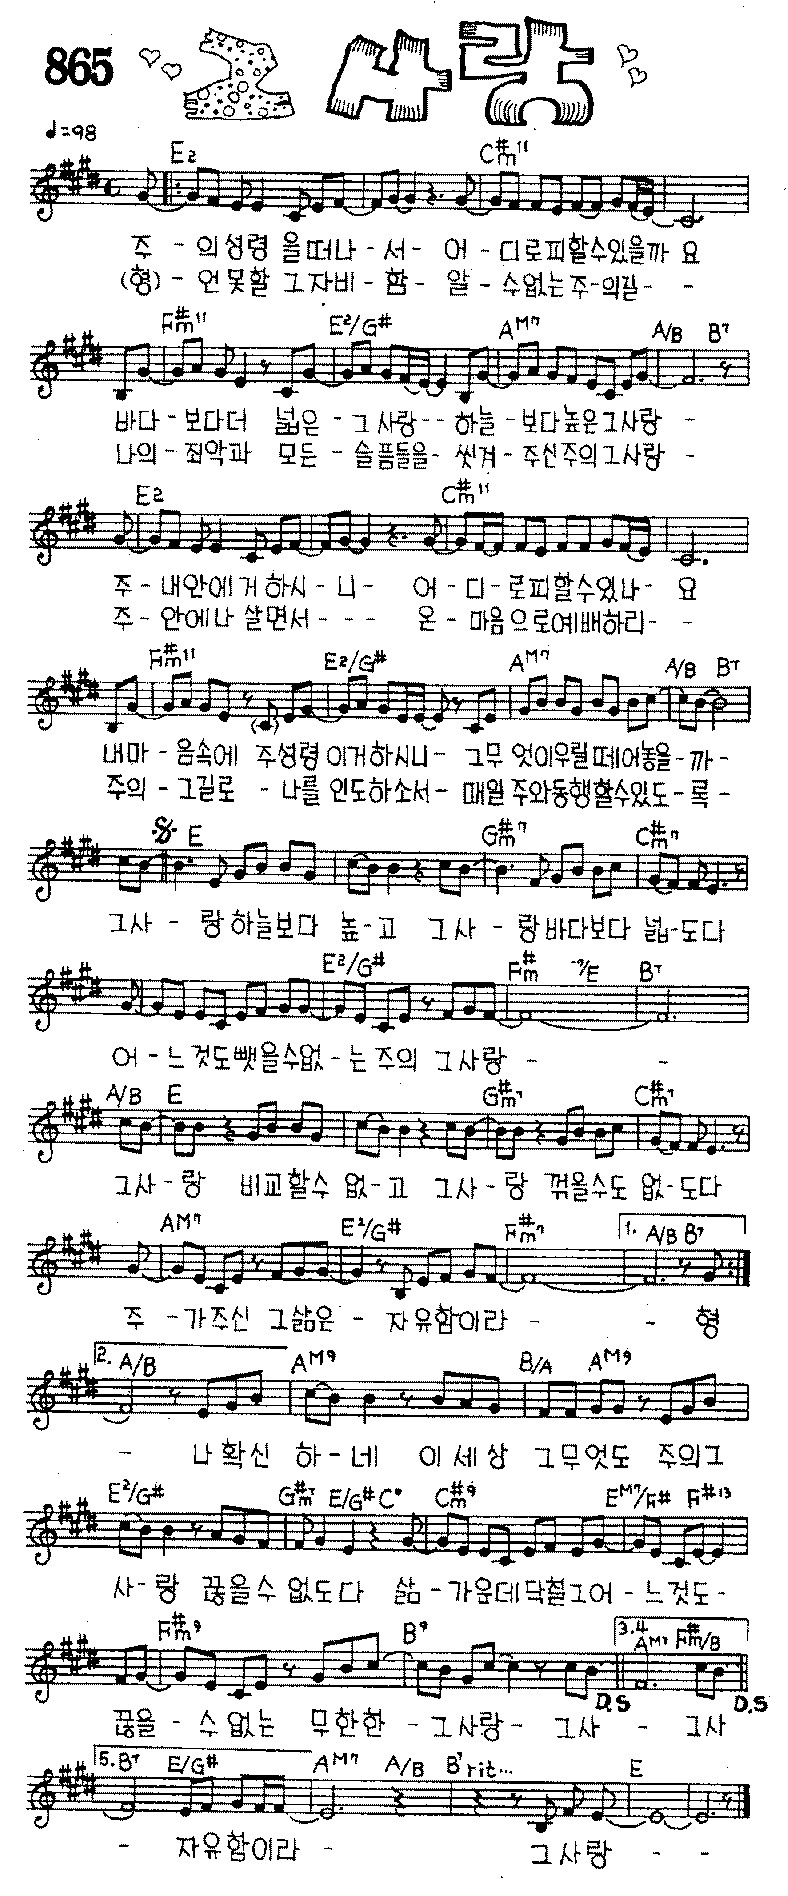 865 그 사랑
♩=98
E2 C#m11
주 - 의성령 을떠나 - 서 - 어 - 디로피할수있을까 요
(형) - 언못할 그자비 - 함 - 알 - 수없는주-의길 - -
F#m11 E2/G# AM7 A/B B7
바다 - 보다더 넓은 - 그사랑 - - 하늘 - 보다높은그사랑 -
나의 - 죄악과 모든 - 슬픔들을 - 씻겨 - 주신주의그사랑 -
E2 C#m11
주 - 내안에거하시 - 니 - 어 - 디 - 로피할수있나 - 요
주 - 안에나 살면서 - - - 온 - 마음으로예배하리 - -
F#m11 E2/G# AM7 A/B B7
내마 - 음속에 주성령이거하시니 - 그무엇이우릴떼어놓을 - 까 -
주의 - 그길로 - 나를인도하소서 - 매일주와동행할수있도 - 록 -
E G#m7 C#m7
그사 - 랑하늘보다 높 - 고 그사 - 랑바다보다 넓 - 도다
E2/G# F#m -7/E B7
어 - 느것도뺏을수없 - 는주의 그사랑 - -
A/B E G#m7 C#m7
그사 - 랑 비교할수 없 - 고 그사 - 랑 꺾을수도 없 - 도다
AM7 E2/G# F#m7 1. A/B B7
주 - 가주신 그삶은 - 자유함이라 - - 형
2. A/B AM9 B/A AM9
- 나확신 하 - 네 이세상 그무엇도 주의그
E2/G# G#m7 E/G# C° C#m9 EM7/F# F#13
사 - 랑 끊을수없도다 삶 - 가운데닥칠그어 - 느것도 -
F#m9 B9 3.4 AM7 F#m/B
D.S D.S
끊을 - 수없는 무한한 - 그사랑 - 그사 - 그사
5. B7 E/G# AM7 A/B B7 rit... E
- 자유함이라 - 그사랑 - -